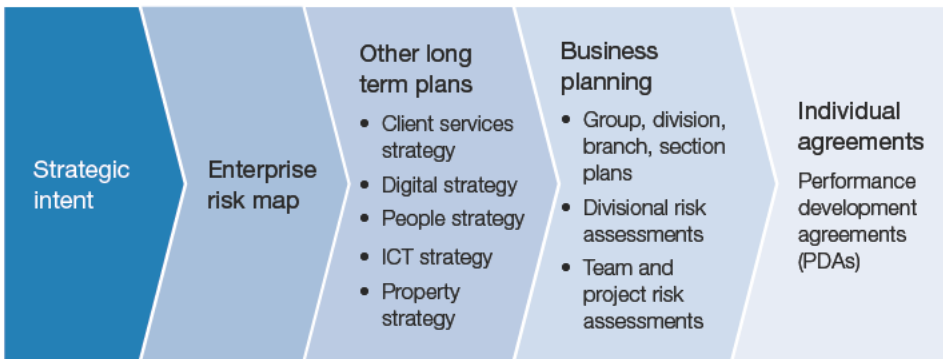 Strategic
intent
Enterprise
risk map
Other long
term plans
• Client services
strategy
• Digital strategy
• People strategy
• ICT strategy
• Property
strategy
Business
planning
• Group, division,
branch, section
plans
• Divisional risk
assessments
• Team and
project risk
assessments
Individual
agreements
Performance
development
agreements
(PDAs)